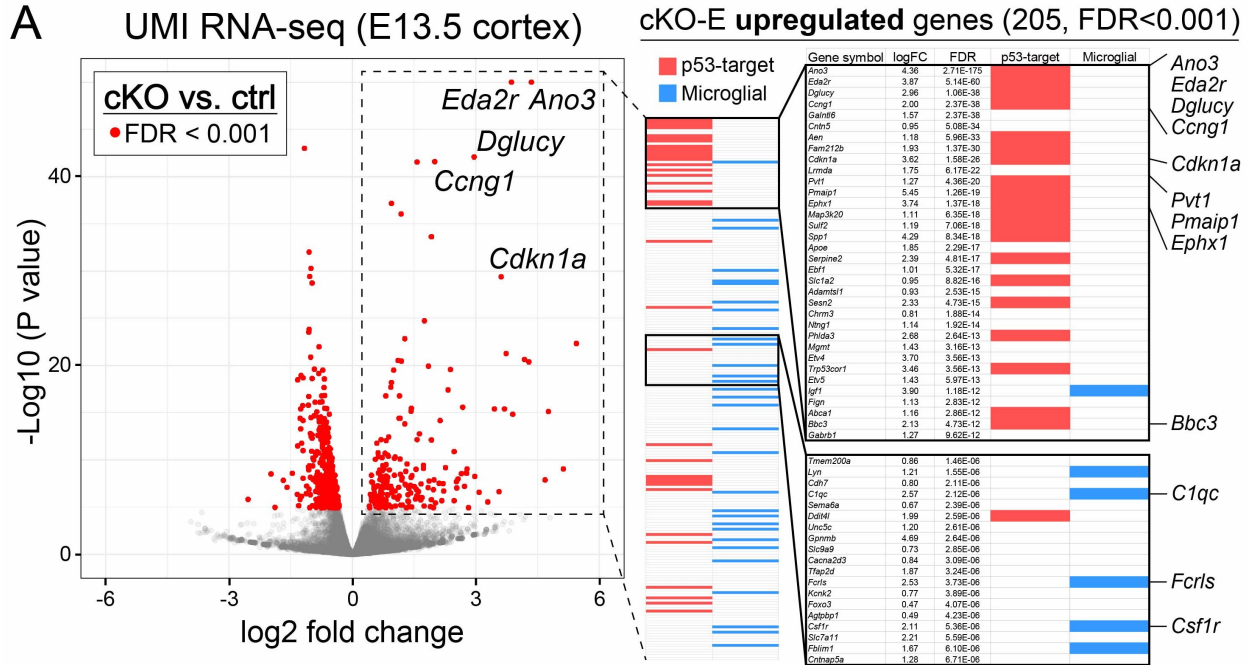 A
UMI RNA-seq (E13.5 cortex)
cKO vs. ctrl
FDR < 0.001
Eda2r Ano3
Dglucy
Ccng1
Cdkn1a
-Log10 (P value)
40
20
0
-6 -3 0 3 6
log2 fold change
cKO-E upregulated genes (205, FDR<0.001)
p53-target
Microglial
Gene symbol logFC FDR p53-target Microglial
Ano3 4.36 2.71E-175
Eda2r 3.87 5.14E-60
Dglucy 2.96 1.06E-38
Ccng1 2.00 2.37E-38
Galntl6 1.57 2.37E-38
Cntn5 0.95 5.08E-34
Aen 1.18 5.96E-33
Fam212b 1.93 1.37E-30
Cdkn1a 3.62 1.58E-26
Lrmda 1.75 6.17E-22
Pvt1 1.27 4.36E-20
Pmaip1 5.45 1.26E-19
Ephx1 3.74 1.37E-18
Map3k20 1.11 6.35E-18
Sulf2 1.19 7.06E-18
Spp1 4.29 8.34E-18
Apoe 1.85 2.29E-17
Serpine2 2.39 4.81E-17
Ebf1 1.01 5.32E-17
Slc1a2 0.95 8.82E-16
Adamtsl1 0.93 2.53E-15
Sesn2 2.33 4.73E-15
Chrm3 0.81 1.88E-14
Ntng1 1.14 1.92E-14
Phlda3 2.68 2.64E-13
Mgmt 1.43 3.16E-13
Etv4 3.70 3.56E-13
Trp53cor1 3.46 3.56E-13
Etv5 1.43 5.97E-13
Igf1 3.90 1.18E-12
Fign 1.13 2.83E-12
Abca1 1.16 2.86E-12
Bbc3 2.13 4.73E-12
Gabrb1 1.27 9.62E-12
Tmem200a 0.86 1.46E-06
Lyn 1.21 1.55E-06
Cdh7 0.80 2.11E-06
C1qc 2.57 2.12E-06
Sema6a 0.67 2.39E-06
Ddit4l 1.99 2.59E-06
Unc5c 1.20 2.61E-06
Gpnmb 4.69 2.64E-06
Slc9a9 0.73 2.85E-06
Cacna2d3 0.84 3.09E-06
Tfap2d 1.87 3.24E-06
Fcrls 2.53 3.73E-06
Kcnk2 0.77 3.89E-06
Foxo3 0.47 4.07E-06
Agtpbp1 0.49 4.23E-06
Csf1r 2.11 5.36E-06
Slc7a11 2.21 5.59E-06
Fblim1 1.67 6.10E-06
Cntnap5a 1.28 6.71E-06
Ano3
Eda2r
Dglucy
Ccng1
Cdkn1a
Pvt1
Pmaip1
Ephx1
Bbc3
C1qc
Fcrls
Csf1r